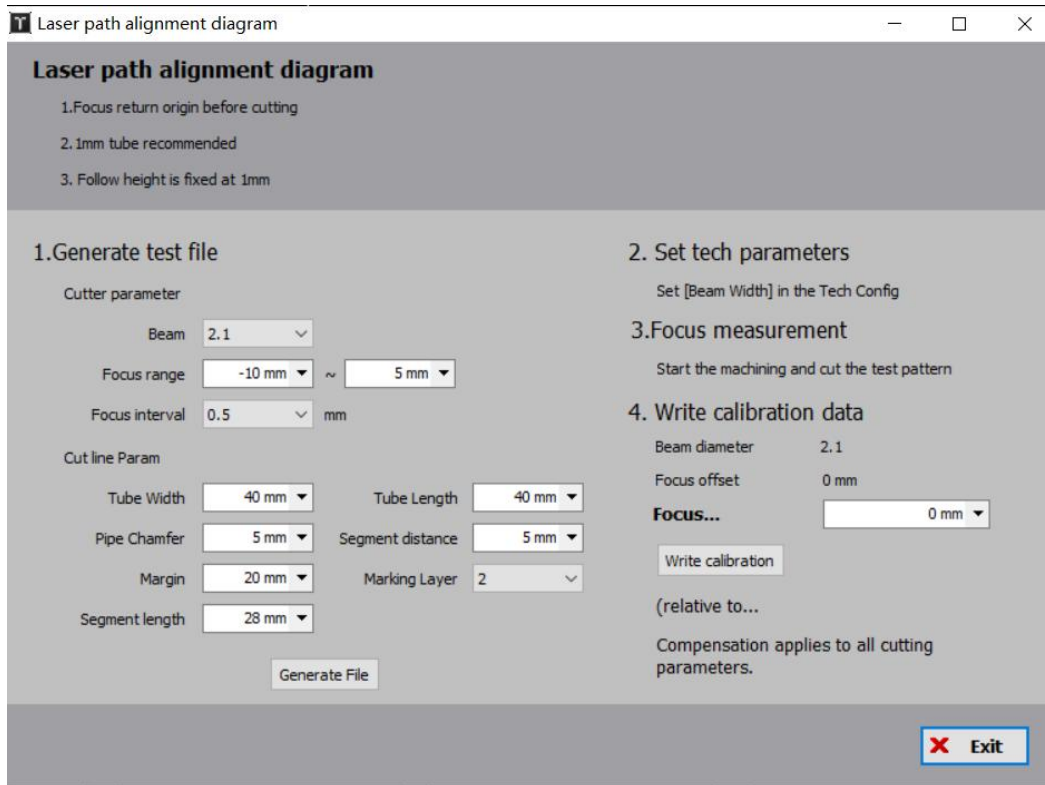 Laser path alignment diagram
Laser path alignment diagram
1.Focus return origin before cutting
2.1mm tube recommended
3. Follow height is fixed at 1mm
1.Generate test file
Cutter parameter
Beam 2.1
Focus range -10 mm ~ 5 mm
Focus interval 0.5 mm
Cut line Param
Tube Width 40 mm Tube Length 40 mm
Pipe Chamfer 5 mm Segment distance 5 mm
Margin 20 mm Marking Layer 2
Segment length 28 mm
Generate File
2. Set tech parameters
Set [Beam Width] in the Tech Config
3.Focus measurement
Start the machining and cut the test pattern
4. Write calibration data
Beam diameter 2.1
Focus offset 0 mm
Focus... 0 mm
Write calibration
(relative to...
Compensation applies to all cutting
parameters.
Exit